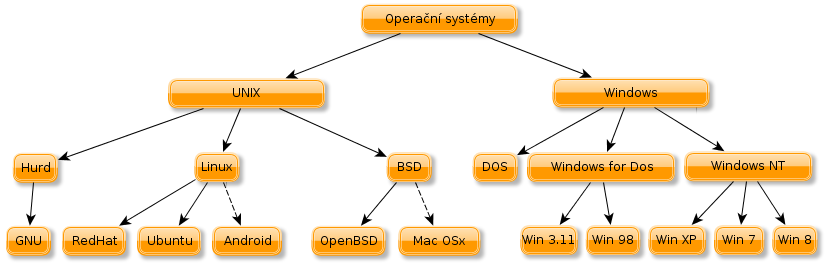 Operační systémy
UNIX
Windows
Hurd
Linux
BSD
DOS
Windows for Dos
Windows NT
GNU
RedHat
Ubuntu
Android
OpenBSD
Mac OSx
Win 3.11
Win 98
Win XP
Win 7
Win 8